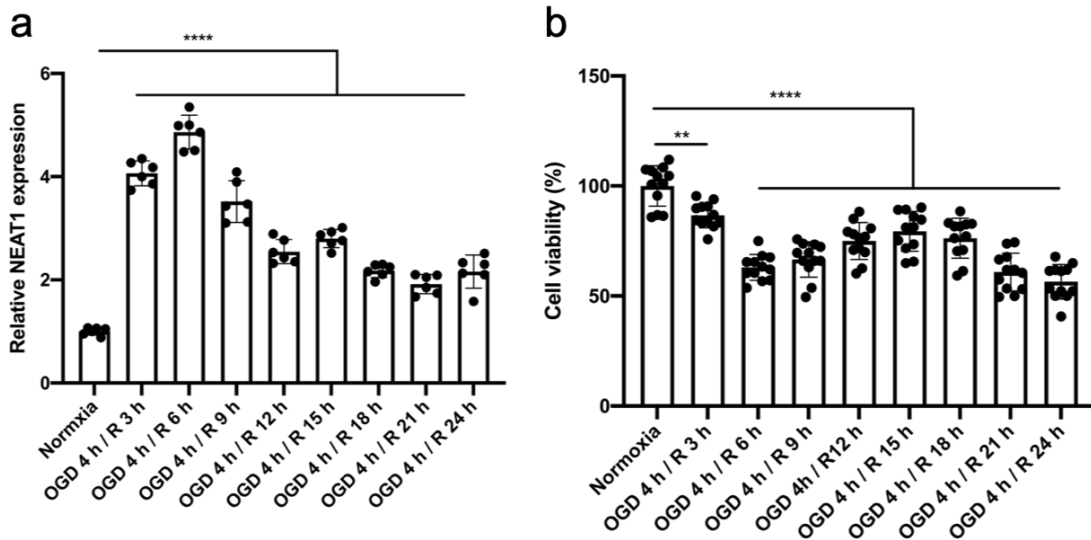 a
****
Relative NEAT1 expression
6
4
2
0
Normxia
OGD 4 h / R 3 h
OGD 4 h / R 6 h
OGD 4 h / R 9 h
OGD 4 h / R 12 h
OGD 4 h / R 15 h
OGD 4 h / R 18 h
OGD 4 h / R 21 h
OGD 4 h / R 24 h
b
****
**
Cell viability (%)
150
100
50
0
Normoxia
OGD 4 h / R 3 h
OGD 4 h / R 6 h
OGD 4 h / R 9 h
OGD 4h / R12 h
OGD 4 h / R 15 h
OGD 4 h / R 18 h
OGD 4 h / R 21 h
OGD 4 h / R 24 h